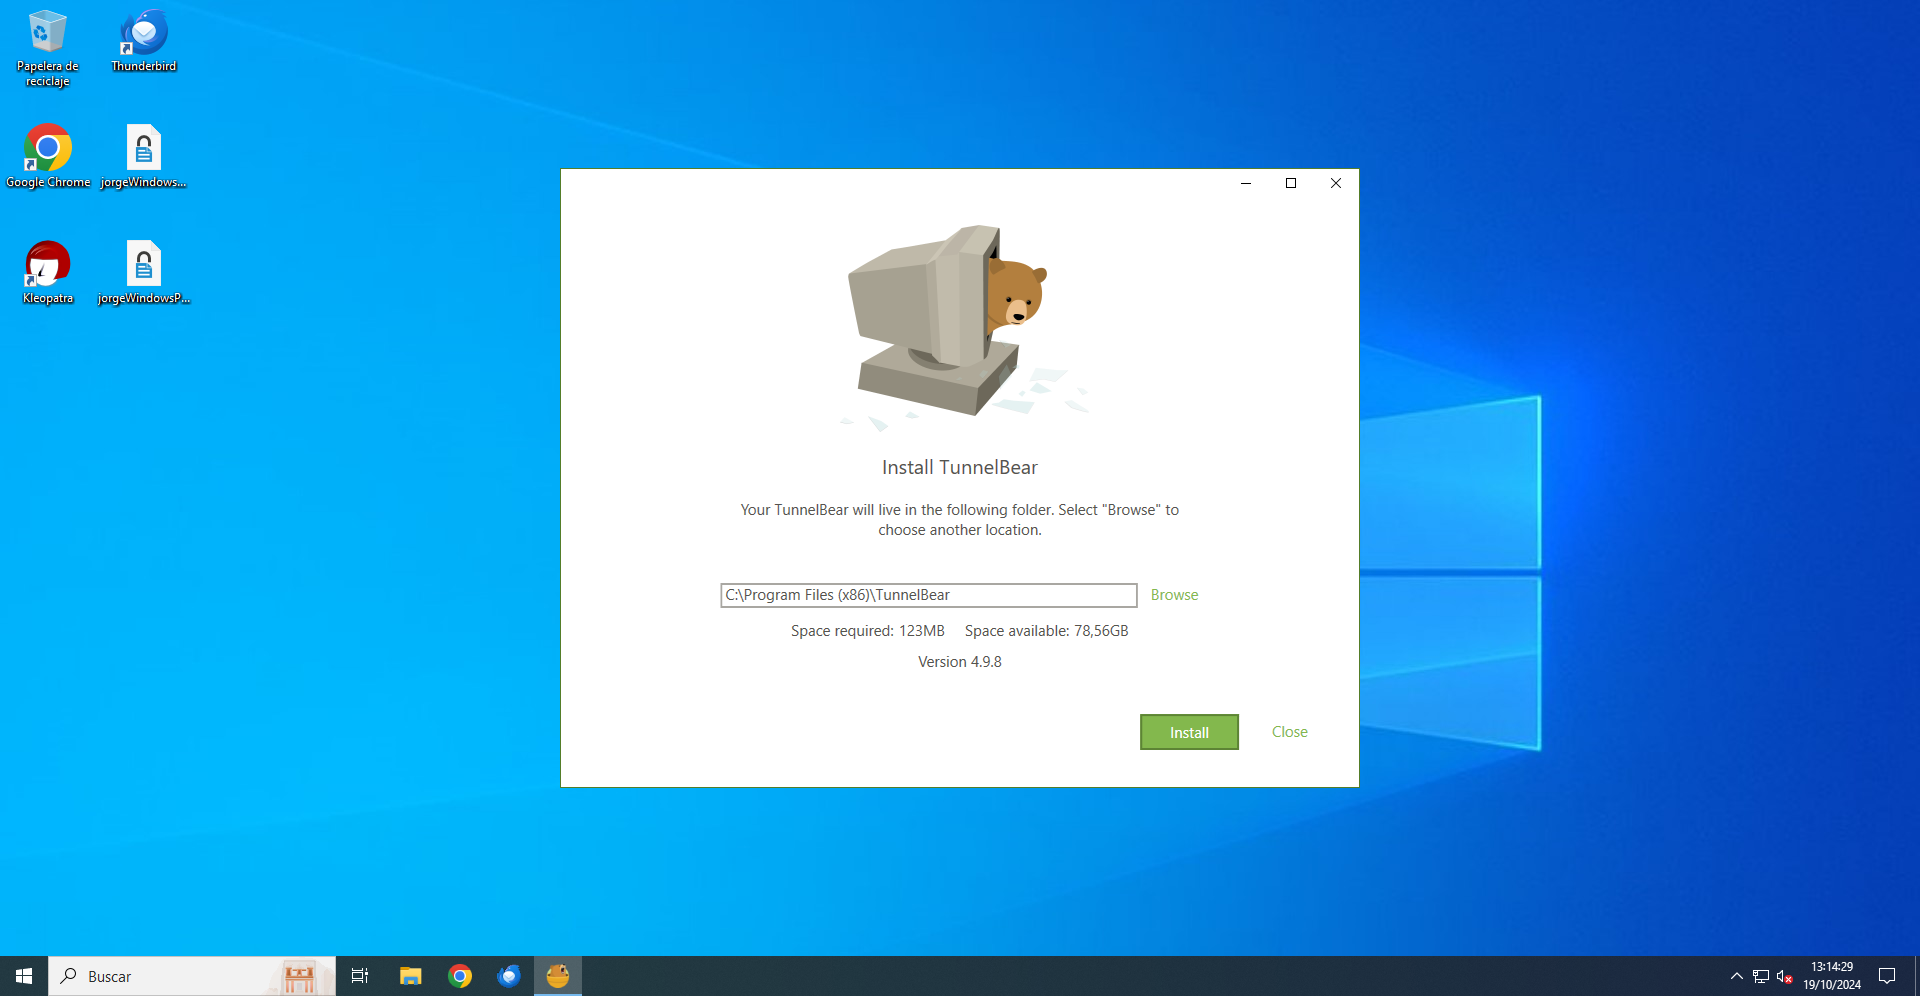 Papelera de
reciclaje
Thunderbird
Google Chrome
jorgeWindows...
Kleopatra
jorgeWindowsP...
Install TunnelBear
Your TunnelBear will live in the following folder. Select "Browse" to
choose another location.
C:\Program Files (x86)\TunnelBear
Browse
Space required: 123MB Space available: 78,56GB
Version 4.9.8
Install
Close
Buscar
13:14:29
19/10/2024